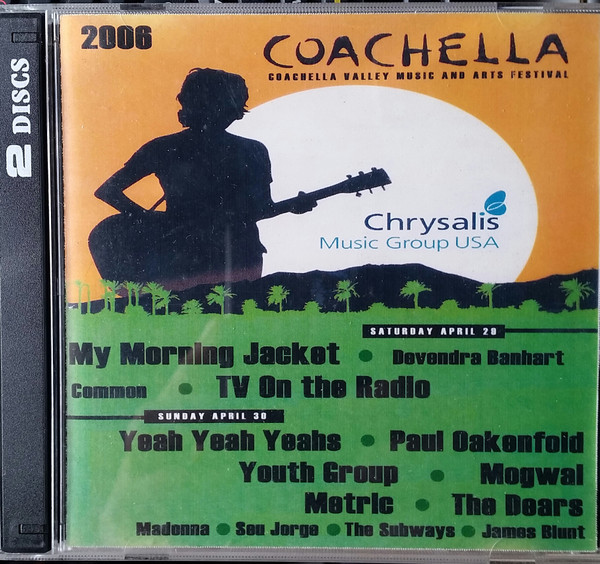 2 DISCS
2006
COACHELLA
COACHELLA VALLEY MUSIC AND ARTS FESTIVAL
Chrysalis
Music Group USA
SATURDAY APRIL 29
My Morning Jacket • Devendra Banhart
Common • TV On the Radio
SUNDAY APRIL 30
Yeah Yeah Yeahs • Paul Oakenfold
Youth Group • Mogwai
Metric • The Dears
Madonna • Seu Jorge • The Subways • James Blunt